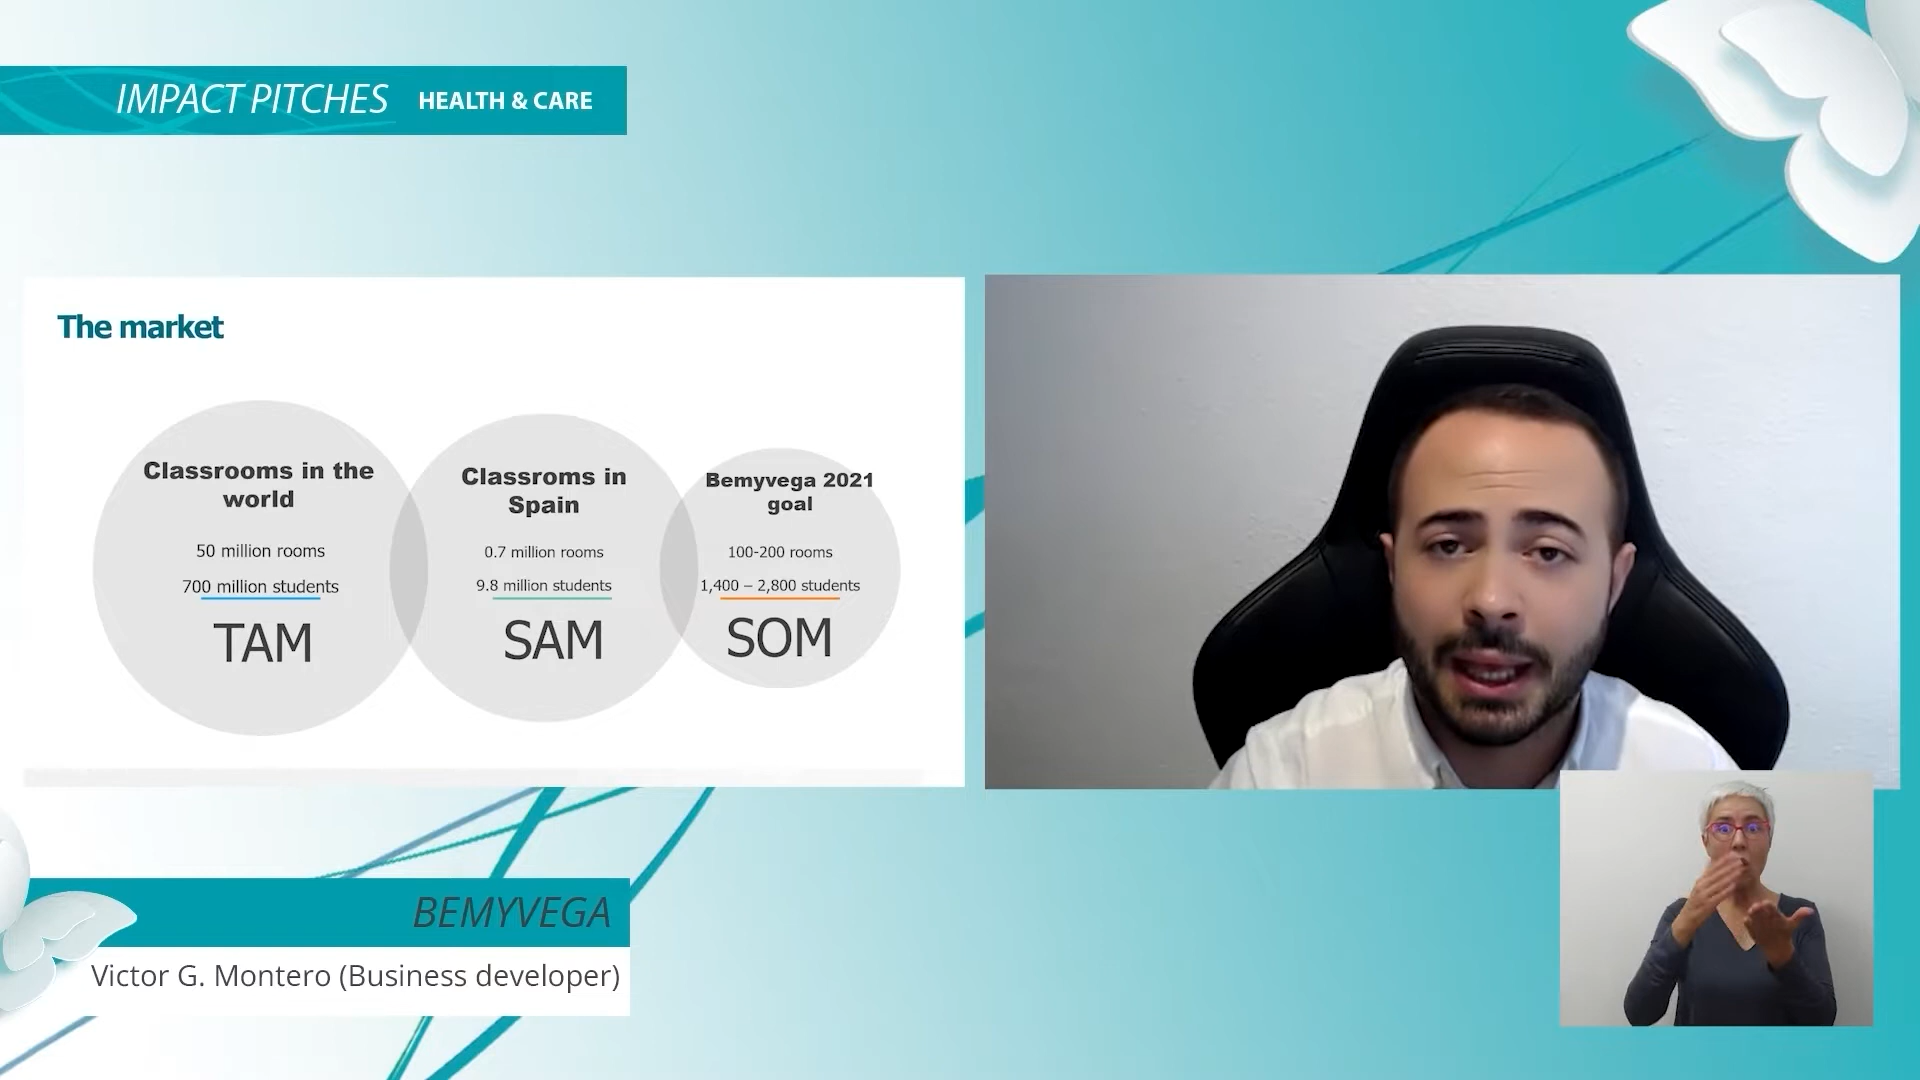 IMPACT PITCHES HEALTH & CARE
The market
Classrooms in the
world
50 million rooms
700 million students
TAM
Classroms in
Spain
0.7 million rooms
9.8 million students
SAM
Bemyvega 2021
goal
100-200 rooms
1,400 – 2,800 students
SOM
BEMYVEGA
Victor G. Montero (Business developer)